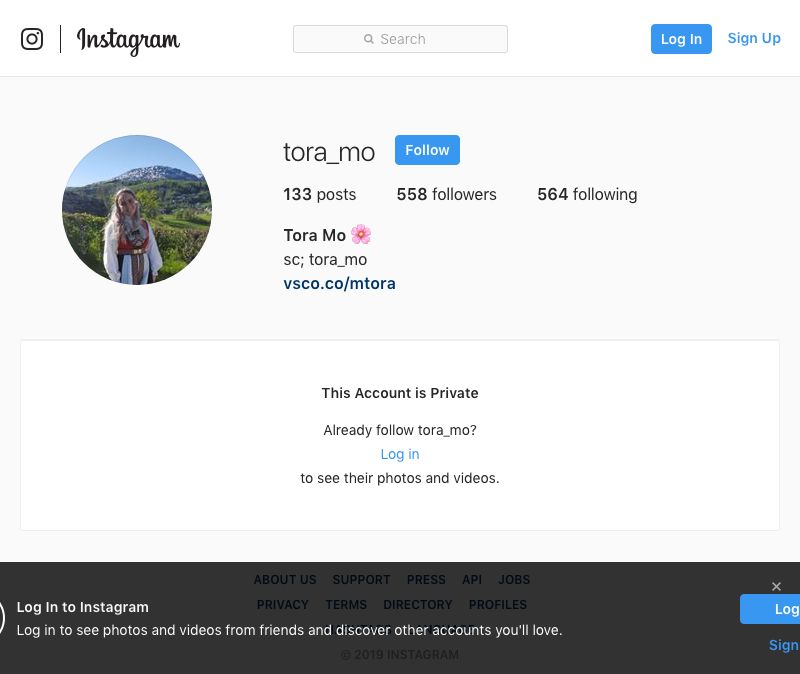 Instagram
Search
Log In
Sign Up
tora_mo
Follow
133 posts
558 followers
564 following
Tora Mo 🌸
sc; tora_mo
vsco.co/mtora
This Account is Private
Already follow tora_mo?
Log in
to see their photos and videos.
ABOUT US SUPPORT PRESS API JOBS
PRIVACY TERMS DIRECTORY PROFILES
Log In to Instagram
Log in to see photos and videos from friends and discover other accounts you'll love.
Log
Sign
© 2019 INSTAGRAM